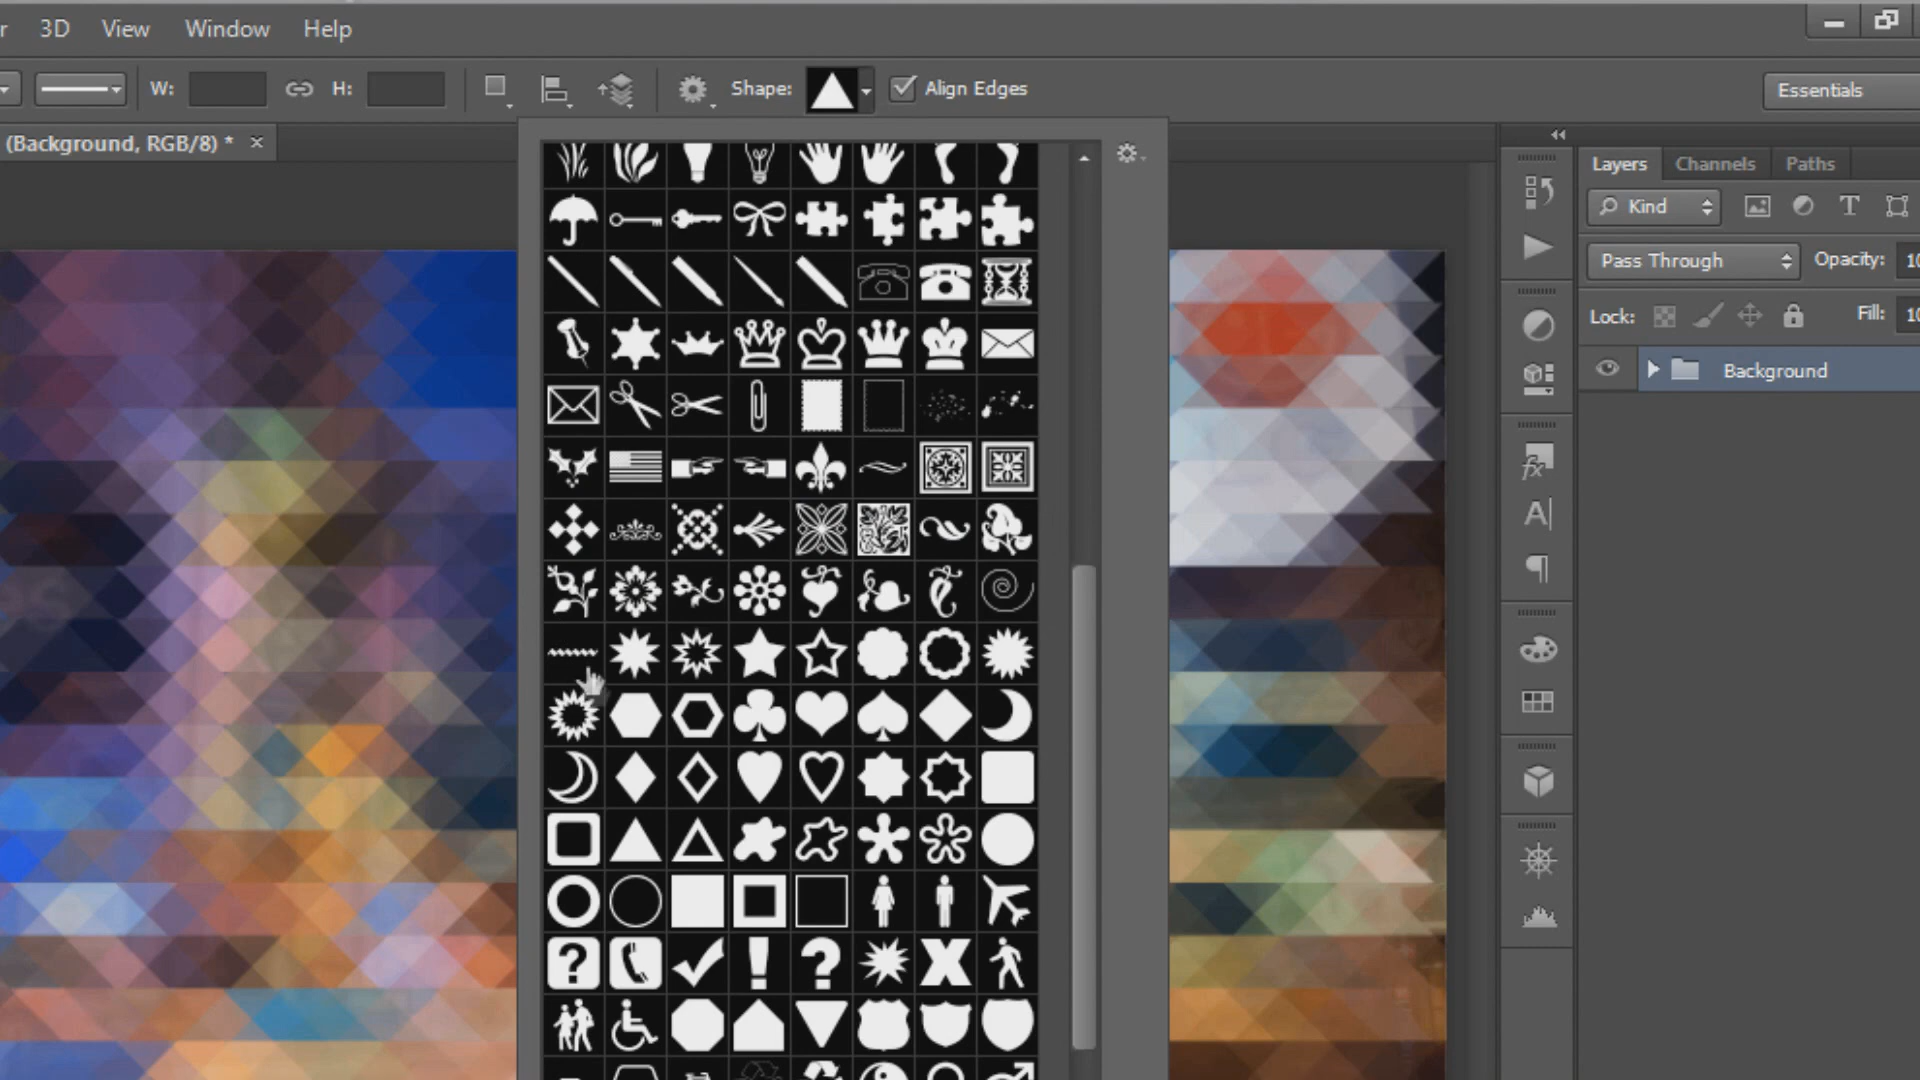 r 3D View Window Help
W: H: Shape: Align Edges Essentials
(Background, RGB/8) * ×
Layers Channels Paths
Kind T
Pass Through Opacity: 10
Lock: Fill: 10
Background
fx
A|